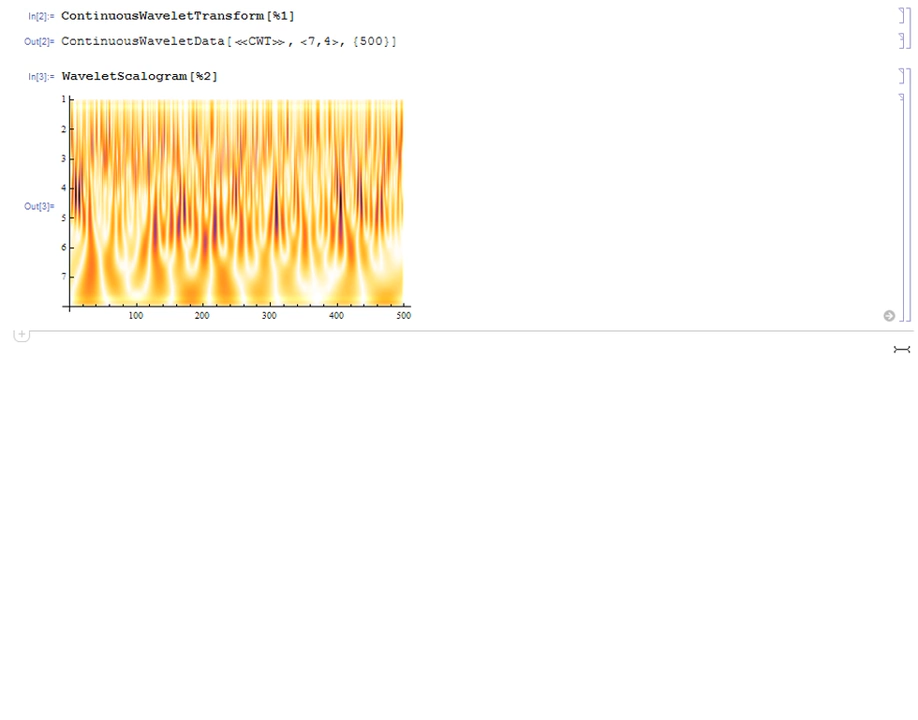 In[2]:= ContinuousWaveletTransform[%1]
Out[2]= ContinuousWaveletData[≪CWT≫, <7,4>, {500}]
In[3]:= WaveletScalogram[%2]
1
2
3
4
Out[3]=
5
6
7
100 200 300 400 500